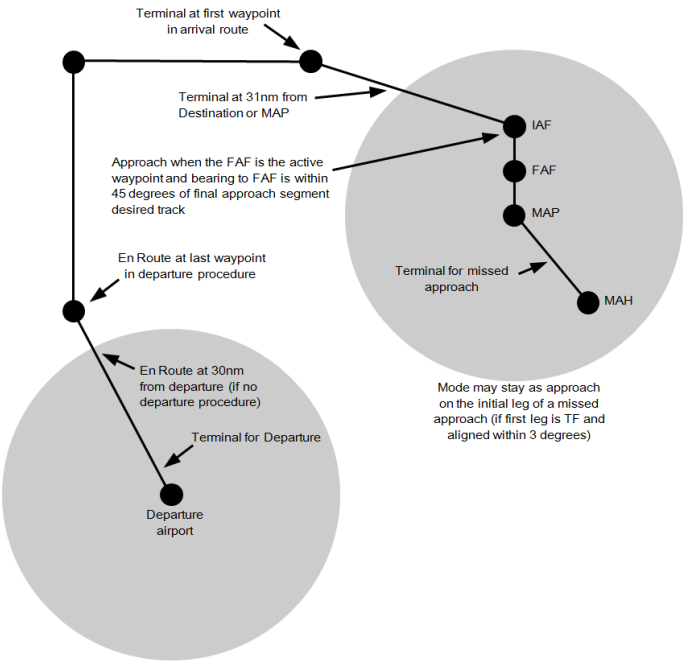 Terminal at first waypoint
in arrival route
Terminal at 31nm from
Destination or MAP
IAF
Approach when the FAF is the active
waypoint and bearing to FAF is within
45 degrees of final approach segment
desired track
FAF
MAP
En Route at last waypoint
in departure procedure
Terminal for missed
approach
MAH
En Route at 30nm
from departure (if no
departure procedure)
Mode may stay as approach
on the initial leg of a missed
approach (if first leg is TF and
aligned within 3 degrees)
Terminal for Departure
Departure
airport